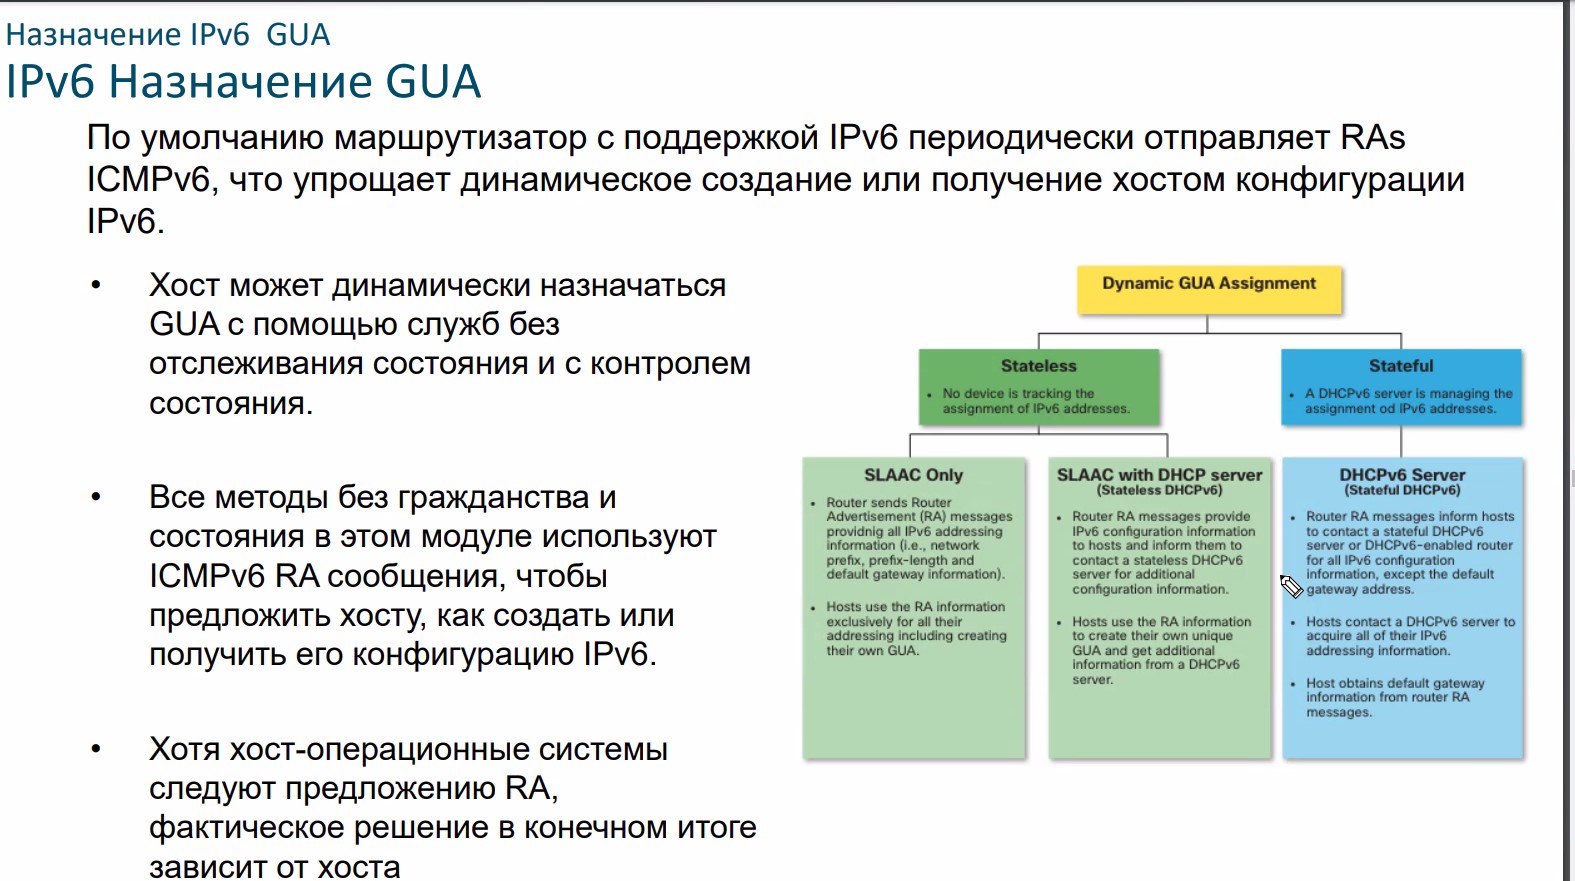 Назначение IPv6 GUA
IPv6 Назначение GUA
По умолчанию маршрутизатор с поддержкой IPv6 периодически отправляет RAs
ICMPv6, что упрощает динамическое создание или получение хостом конфигурации
IPv6.
• Хост может динамически назначаться
GUA с помощью служб без
отслеживания состояния и с контролем
состояния.
• Все методы без гражданства и
состояния в этом модуле используют
ICMPv6 RA сообщения, чтобы
предложить хосту, как создать или
получить его конфигурацию IPv6.
• Хотя хост-операционные системы
следуют предложению RA,
фактическое решение в конечном итоге
зависит от хоста
Dynamic GUA Assignment
Stateless
• No device is tracking the
assignment of IPv6 addresses.
Stateful
• A DHCPv6 server is managing the
assignment od IPv6 addresses.
SLAAC Only
• Router sends Router
Advertisement (RA) messages
providnig all IPv6 addressing
information (i.e., network
prefix, prefix-length and
default gateway information).
• Hosts use the RA information
exclusively for all their
addressing including creating
their own GUA.
SLAAC with DHCP server
(Stateless DHCPv6)
• Router RA messages provide
IPv6 configuration information
to hosts and inform them to
contact a stateless DHCPv6
server for additional
configuration information.
• Hosts use the RA information
to create their own unique
GUA and get additional
information from a DHCPv6
server.
DHCPv6 Server
(Stateful DHCPv6)
• Router RA messages inform hosts
to contact a stateful DHCPv6
server or DHCPv6-enabled router
for all IPv6 configuration
information, except the default
gateway address.
• Hosts contact a DHCPv6 server to
acquire all of their IPv6
addressing information.
• Host obtains default gateway
information from router RA
messages.